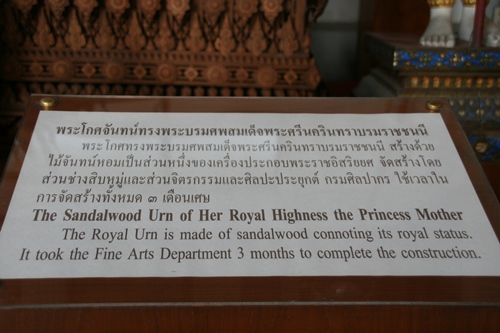 พระโกศจันทน์ทรงพระบรมศพสมเด็จพระศรีนครินทราบรมราชชนนี
พระโกศทรงพระบรมศพสมเด็จพระศรีนครินทราบรมราชชนนี สร้างด้วย
ไม้จันทน์หอมเป็นส่วนหนึ่งของเครื่องประกอบพระราชอิสริยยศ จัดสร้างโดย
ส่วนช่างสิบหมู่และส่วนจิตรกรรมและศิลปะประยุกต์ กรมศิลปากร ใช้เวลาใน
การจัดสร้างทั้งหมด ๓ เดือนเศษ
The Sandalwood Urn of Her Royal Highness the Princess Mother
The Royal Urn is made of sandalwood connoting its royal status.
It took the Fine Arts Department 3 months to complete the construction.